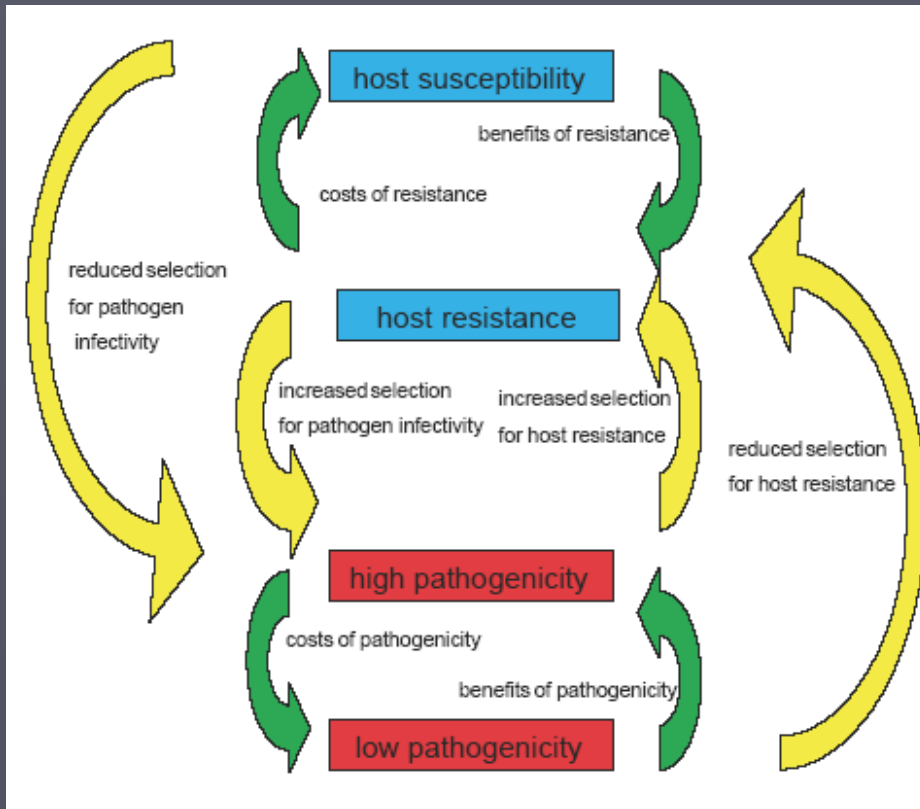 host susceptibility
benefits of resistance
costs of resistance
reduced selection
for pathogen
infectivity
host resistance
increased selection
for pathogen infectivity
increased selection
for host resistance
reduced selection
for host resistance
high pathogenicity
costs of pathogenicity
benefits of pathogenicity
low pathogenicity